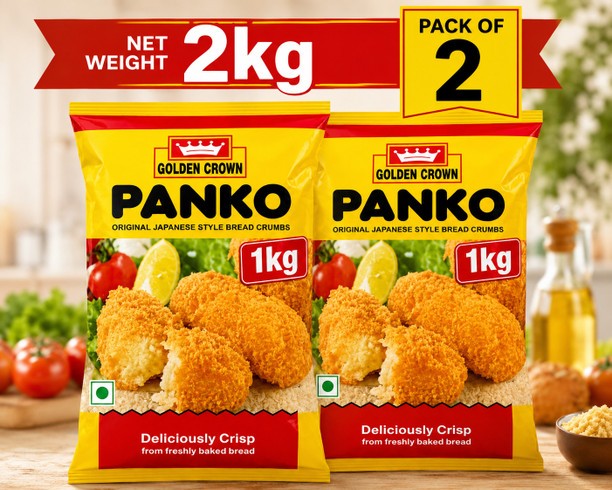 NET
WEIGHT
2kg
PACK OF
2
GOLDEN CROWN
PANKO
ORIGINAL JAPANESE STYLE BREAD CRUMBS
1kg
Deliciously Crisp
from freshly baked bread
GOLDEN CROWN
PANKO
ORIGINAL JAPANESE STYLE BREAD CRUMBS
1kg
Deliciously Crisp
from freshly baked bread